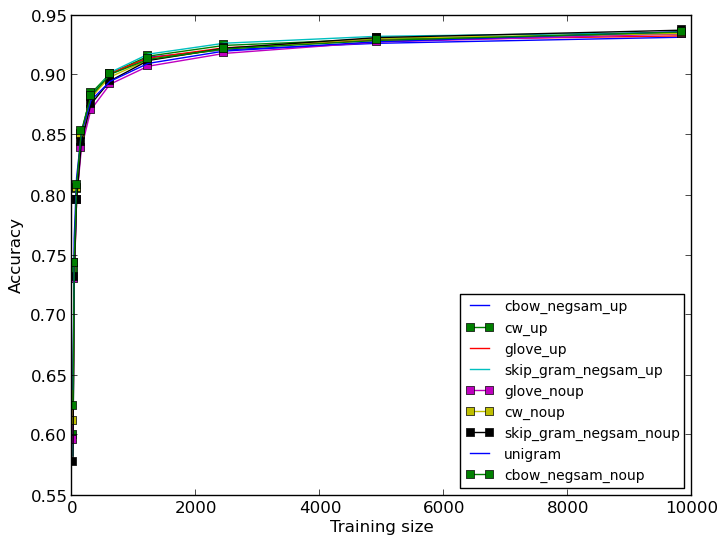 0.95
0.90
0.85
0.80
0.75
0.70
0.65
0.60
0.55
Accuracy
cbow_negsam_up
cw_up
glove_up
skip_gram_negsam_up
glove_noup
cw_noup
skip_gram_negsam_noup
unigram
cbow_negsam_noup
0 2000 4000 6000 8000 10000
Training size